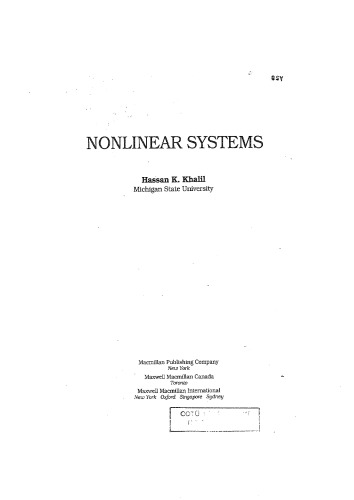 NONLINEAR SYSTEMS
Hassan K. Khalil
Michigan State University
Macmillan Publishing Company
New York
Maxwell Macmillan Canada
Toronto
Maxwell Macmillan International
New York Oxford Singapore Sydney